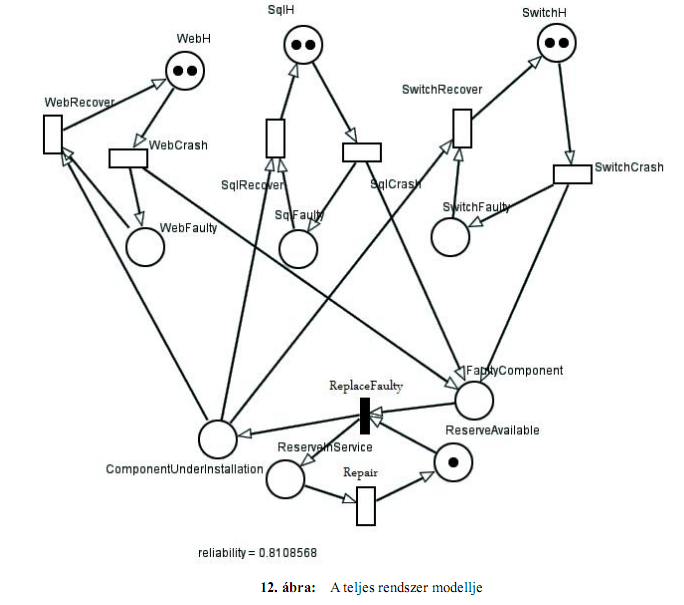 SqlH
SwitchH
WebH
SwitchRecover
WebRecover
WebCrash
SwitchCrash
SqlRecover
SqlCrash
SqlFaulty
SwitchFaulty
WebFaulty
FaultyComponent
ReplaceFaulty
ReserveAvailable
ReserveInService
ComponentUnderInstallation
Repair
reliability = 0.8108568
12. ábra: A teljes rendszer modellje